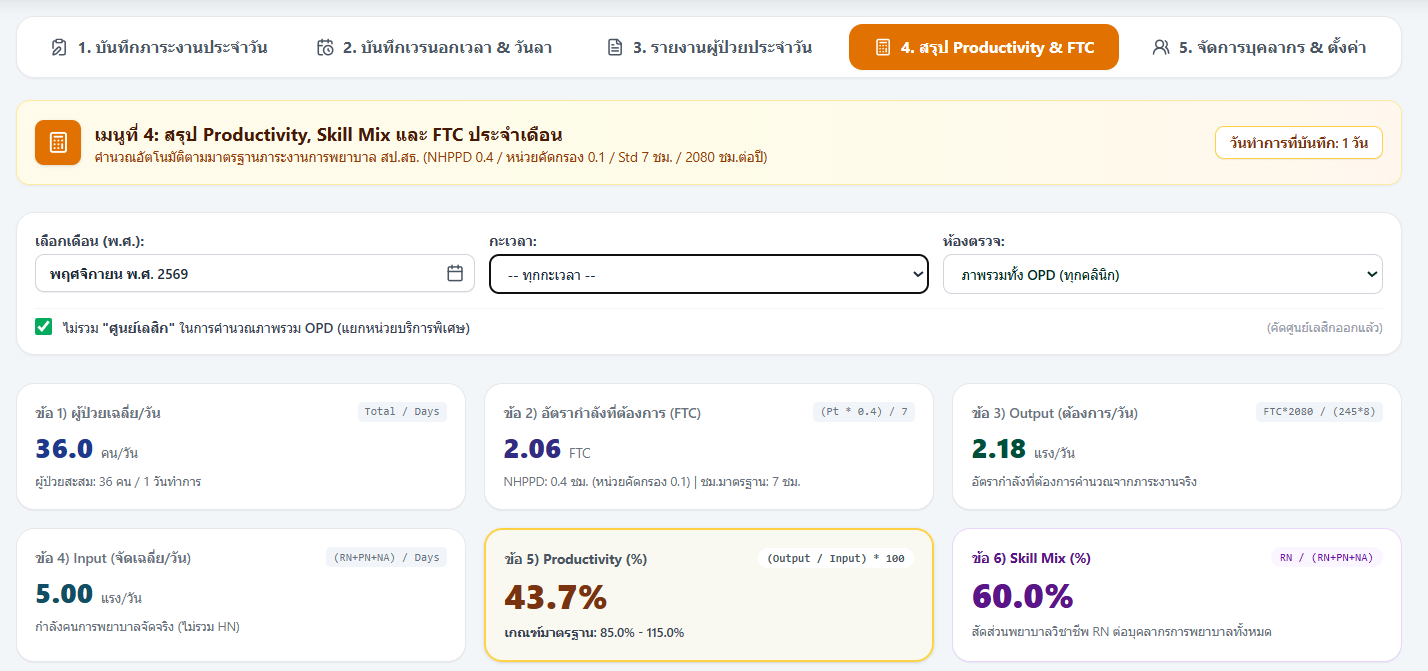 1. บันทึกภาระงานประจำวัน
2. บันทึกเวรนอกเวลา & วันลา
3. รายงานผู้ป่วยประจำวัน
4. สรุป Productivity & FTC
5. จัดการบุคลากร & ตั้งค่า
เมนูที่ 4: สรุป Productivity, Skill Mix และ FTC ประจำเดือน
คำนวณอัตโนมัติตามมาตรฐานภาระงานการพยาบาล สป.สธ. (NHPPD 0.4 / หน่วยคัดกรอง 0.1 / Std 7 ชม. / 2080 ชม.ต่อปี)
วันทำการที่บันทึก: 1 วัน
เลือกเดือน (พ.ศ.):
พฤศจิกายน พ.ศ. 2569
กะเวลา:
-- ทุกกะเวลา --
ห้องตรวจ:
ภาพรวมทั้ง OPD (ทุกคลินิก)
ไม่รวม "ศูนย์เลสิก" ในการคำนวณภาพรวม OPD (แยกหน่วยบริการพิเศษ)
(คัดศูนย์เลสิกออกแล้ว)
ข้อ 1) ผู้ป่วยเฉลี่ย/วัน
Total / Days
36.0 คน/วัน
ผู้ป่วยสะสม: 36 คน / 1 วันทำการ
ข้อ 2) อัตรากำลังที่ต้องการ (FTC)
(Pt * 0.4) / 7
2.06 FTC
NHPPD: 0.4 ชม. (หน่วยคัดกรอง 0.1) | ชม.มาตรฐาน: 7 ชม.
ข้อ 3) Output (ต้องการ/วัน)
FTC*2080 / (245*8)
2.18 แรง/วัน
อัตรากำลังที่ต้องการคำนวณจากภาระงานจริง
ข้อ 4) Input (จัดเฉลี่ย/วัน)
(RN+PN+NA) / Days
5.00 แรง/วัน
กำลังคนการพยาบาลจัดจริง (ไม่รวม HN)
ข้อ 5) Productivity (%)
(Output / Input) * 100
43.7%
เกณฑ์มาตรฐาน: 85.0% - 115.0%
ข้อ 6) Skill Mix (%)
RN / (RN+PN+NA)
60.0%
สัดส่วนพยาบาลวิชาชีพ RN ต่อบุคลากรการพยาบาลทั้งหมด